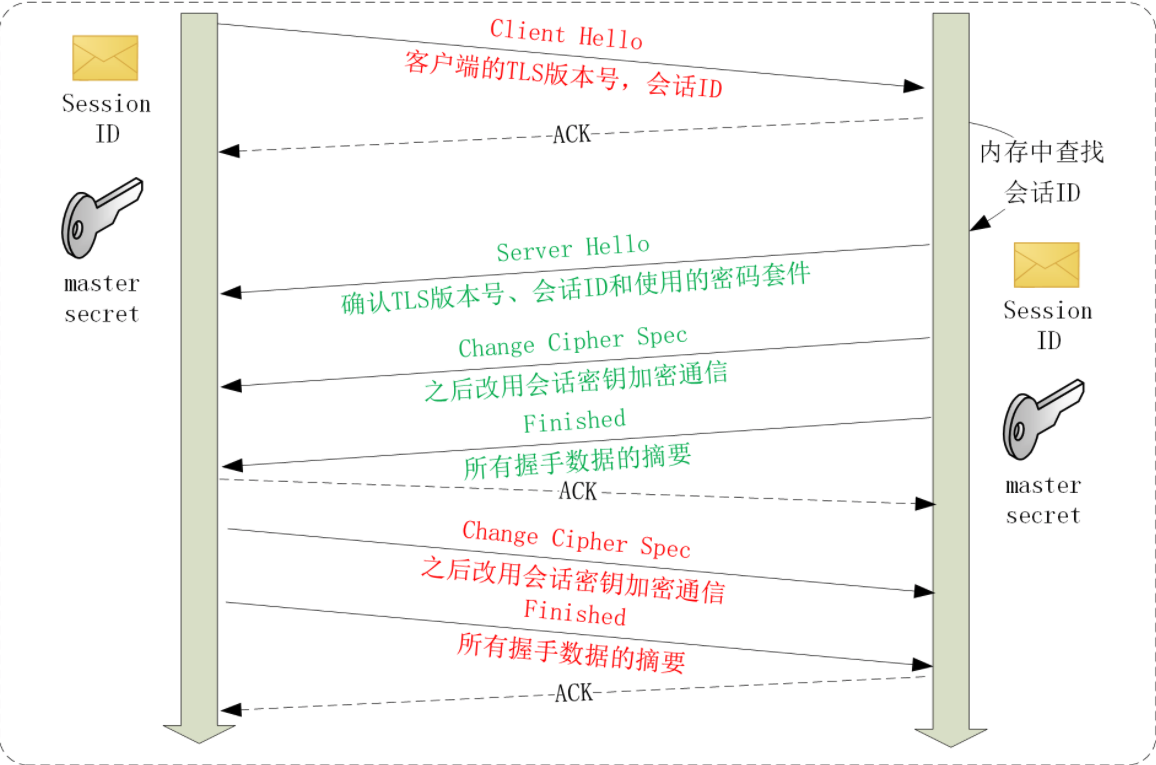 Client Hello
客户端的TLS版本号，会话ID
Session
ID
ACK
内存中查找
会话ID
master
secret
Server Hello
确认TLS版本号、会话ID和使用的密码套件
Session
ID
Change Cipher Spec
之后改用会话密钥加密通信
Finished
所有握手数据的摘要
ACK
master
secret
Change Cipher Spec
之后改用会话密钥加密通信
Finished
所有握手数据的摘要
ACK